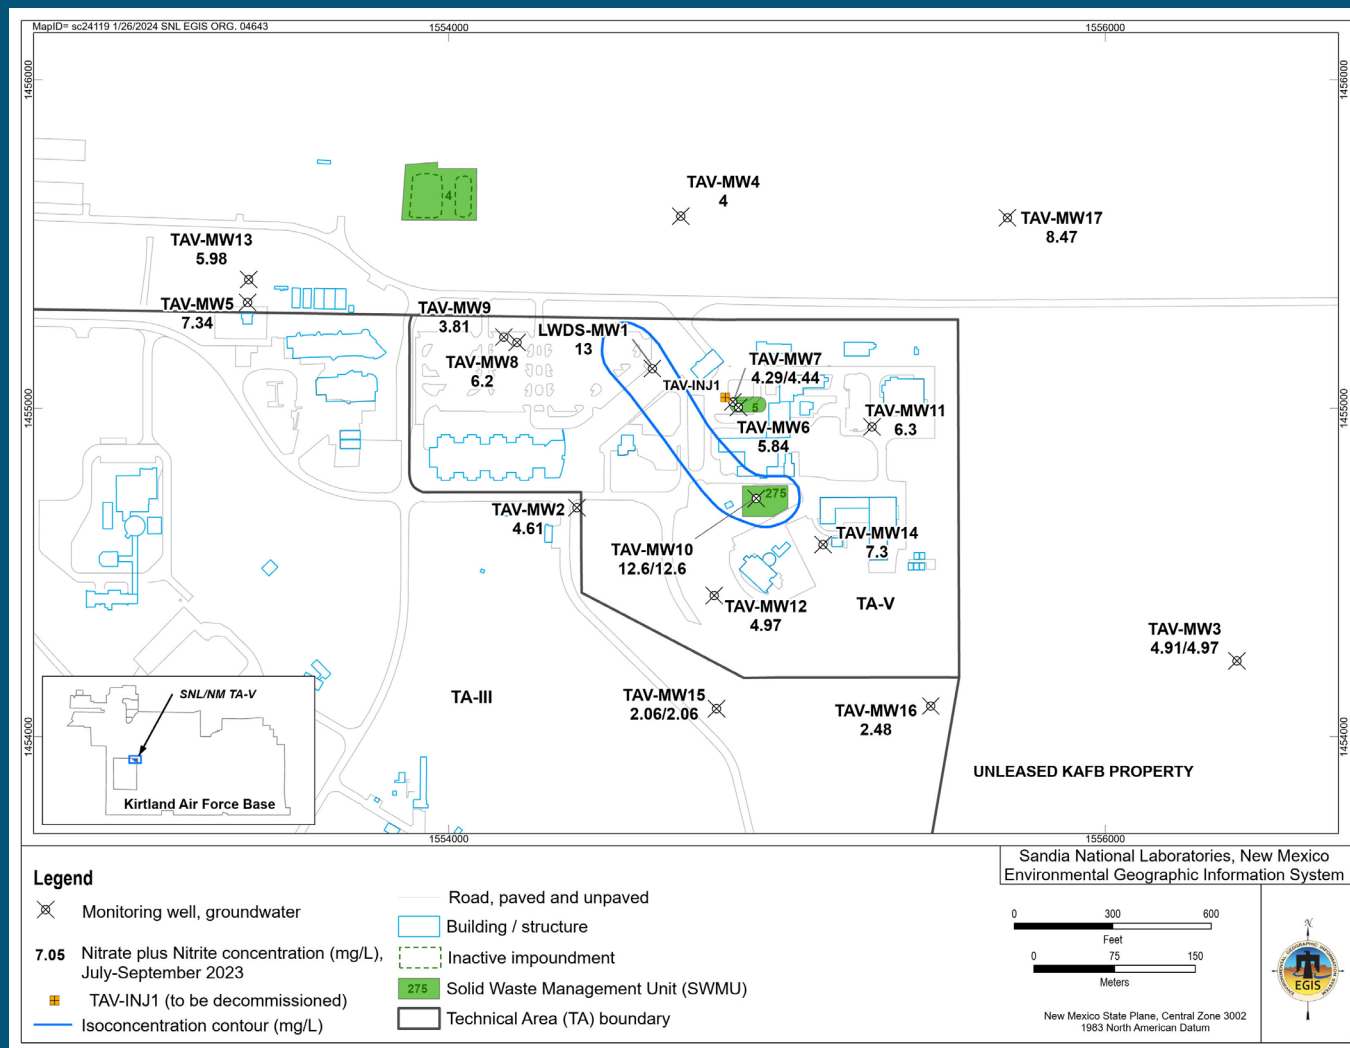 MapID= sc24119 1/26/2024 SNL EGIS ORG. 04643
1554000
1556000
1456000
1456000
4
TAV-MW4
4
TAV-MW17
8.47
TAV-MW13
5.98
TAV-MW5
7.34
TAV-MW9
3.81
TAV-MW8
6.2
LWDS-MW1
13
TAV-INJ1
TAV-MW7
4.29/4.44
5
TAV-MW6
5.84
TAV-MW11
6.3
1455000
1455000
275
TAV-MW2
4.61
TAV-MW10
12.6/12.6
TAV-MW14
7.3
TAV-MW12
4.97
TA-V
TAV-MW3
4.91/4.97
TA-III
TAV-MW15
2.06/2.06
TAV-MW16
2.48
1454000
1454000
UNLEASED KAFB PROPERTY
SNL/NM TA-V
Kirtland Air Force Base
1554000
1556000
Legend
Monitoring well, groundwater
7.05 Nitrate plus Nitrite concentration (mg/L),
July-September 2023
TAV-INJ1 (to be decommissioned)
Isoconcentration contour (mg/L)
Road, paved and unpaved
Building / structure
Inactive impoundment
275 Solid Waste Management Unit (SWMU)
Technical Area (TA) boundary
Sandia National Laboratories, New Mexico
Environmental Geographic Information System
0 300 600
Feet
0 75 150
Meters
New Mexico State Plane, Central Zone 3002
1983 North American Datum
N
ENVIRONMENTAL GEOGRAPHIC INFORMATION SYSTEM
EGIS